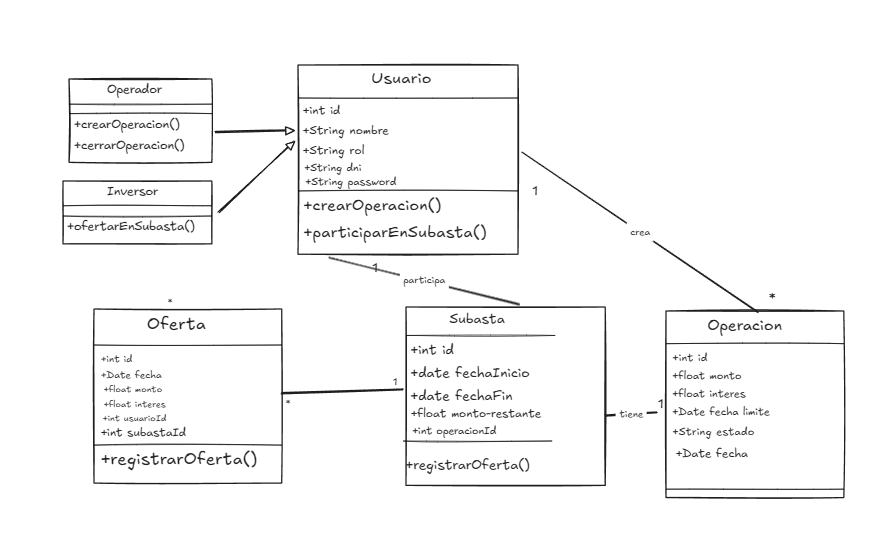 Operador
+crearOperacion()
+cerrarOperacion()
Inversor
+ofertarEnSubasta()
Usuario
+int id
+String nombre
+String rol
+String dni
+String password
+crearOperacion()
+participarEnSubasta()
1
crea
*
1
participa
*
Oferta
+int id
+Date fecha
+float monto
+float interes
+int usuarioId
+int subastaId
+registrarOferta()
*
1
Subasta
+int id
+date fechaInicio
+date fechaFin
+float monto-restante
+int operacionId
+registrarOferta()
tiene
1
Operacion
+int id
+float monto
+float interes
+Date fecha limite
+String estado
+Date fecha